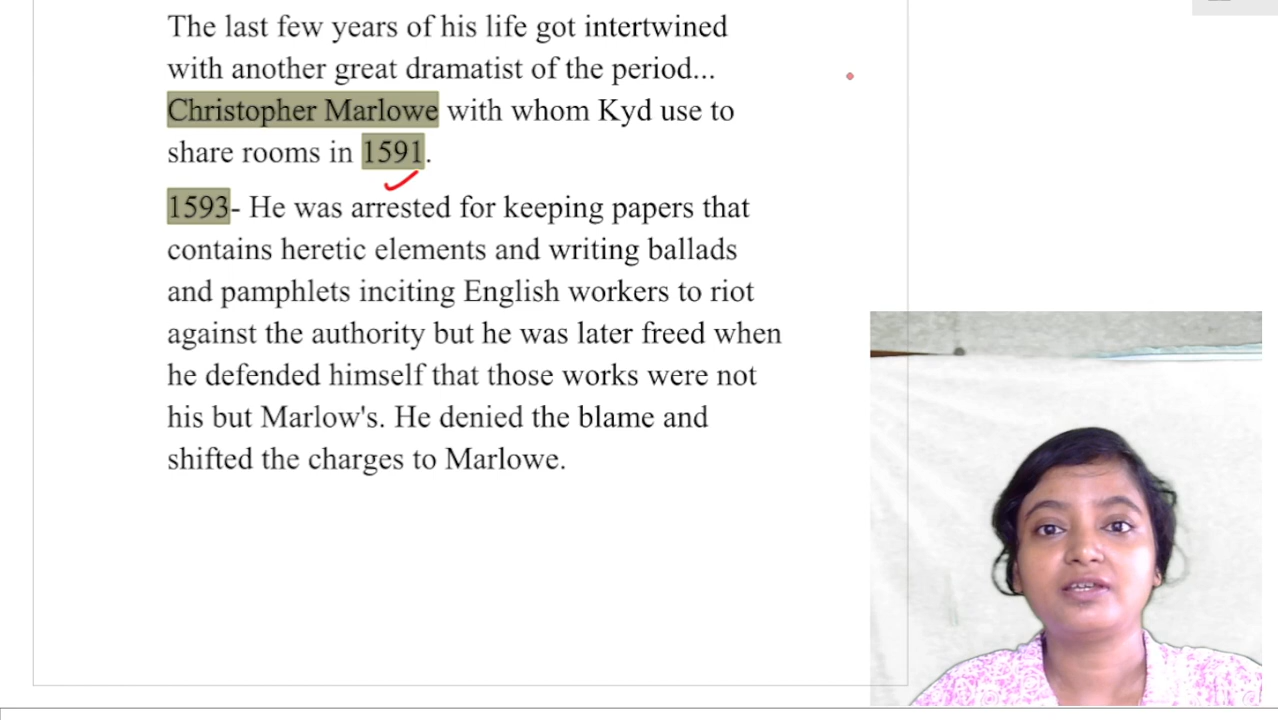 The last few years of his life got intertwined
with another great dramatist of the period...
Christopher Marlowe with whom Kyd use to
share rooms in 1591.
1593- He was arrested for keeping papers that
contains heretic elements and writing ballads
and pamphlets inciting English workers to riot
against the authority but he was later freed when
he defended himself that those works were not
his but Marlow's. He denied the blame and
shifted the charges to Marlowe.